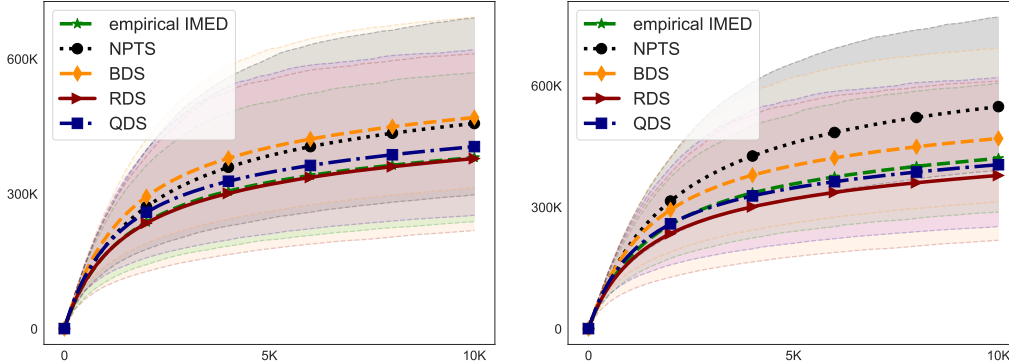 empirical IMED
NPTS
BDS
RDS
QDS
600K
300K
0
0
5K
10K
empirical IMED
NPTS
BDS
RDS
QDS
600K
300K
0
0
5K
10K